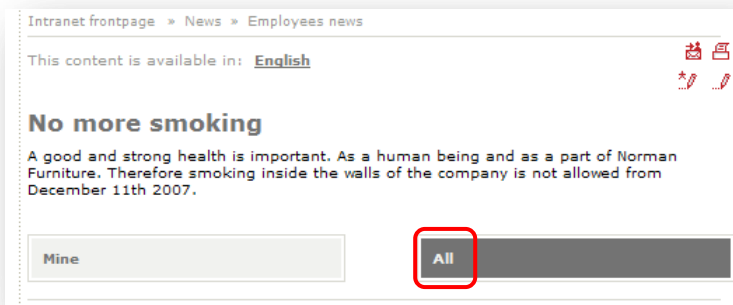 Intranet frontpage » News » Employees news
This content is available in: English
No more smoking
A good and strong health is important. As a human being and as a part of Norman
Furniture. Therefore smoking inside the walls of the company is not allowed from
December 11th 2007.
Mine
All